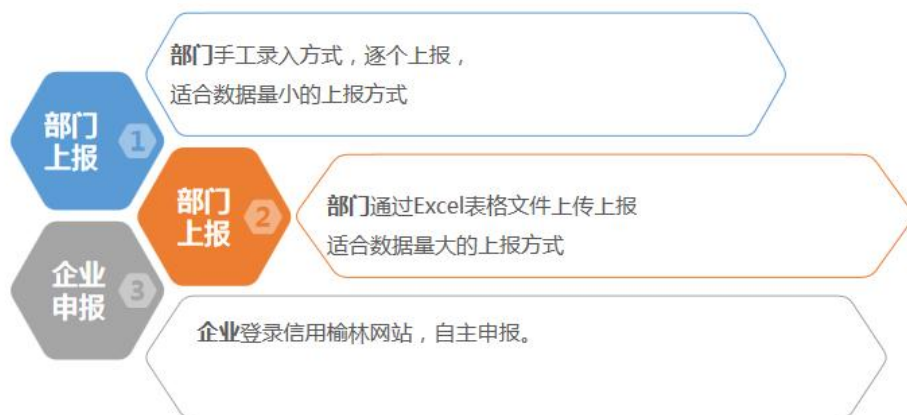 部门手工录入方式，逐个上报，
适合数据量小的上报方式
部门
上报
1
部门
上报
2
部门通过Excel表格文件上传上报
适合数据量大的上报方式
企业
申报
3
企业登录信用榆林网站，自主申报。